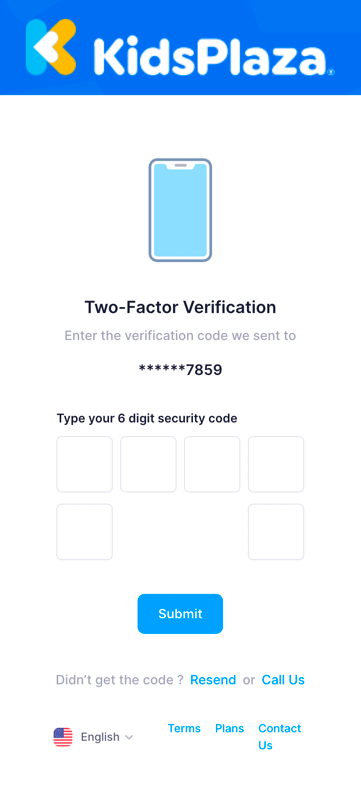 KidsPlaza
Two-Factor Verification
Enter the verification code we sent to
******7859
Type your 6 digit security code
Submit
Didn’t get the code ? Resend or Call Us
English Terms Plans Contact
Us